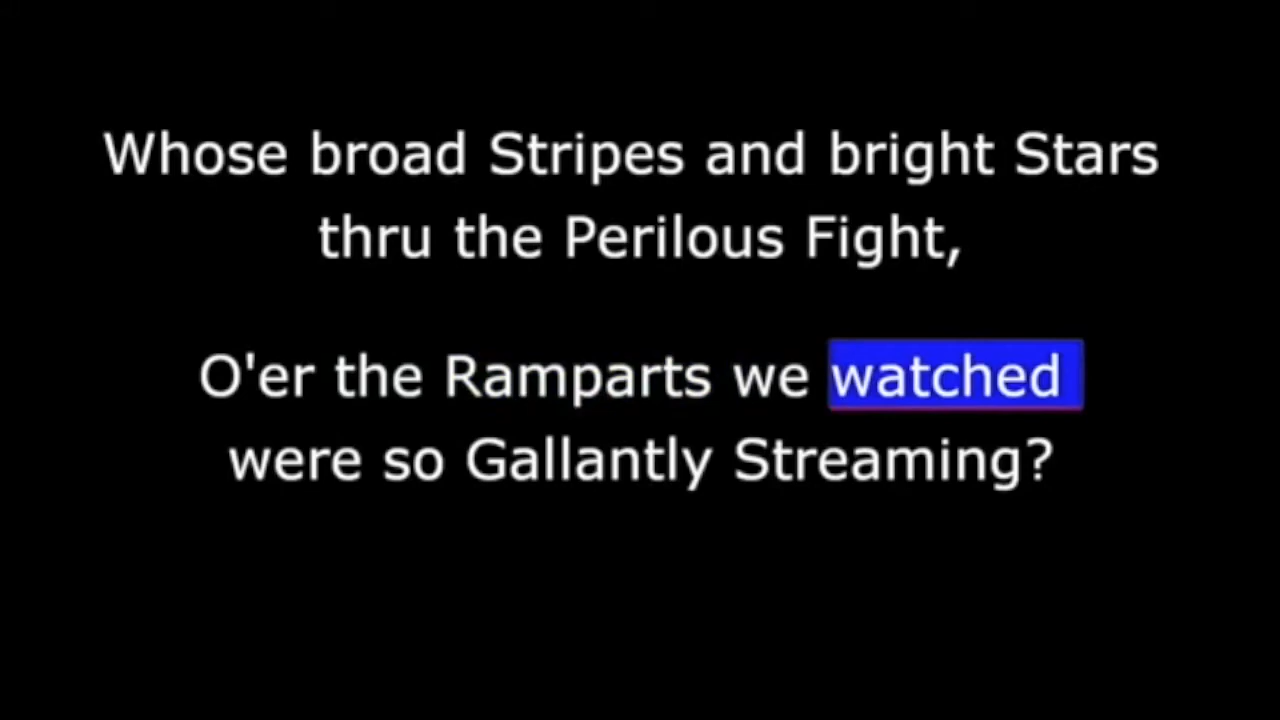 Whose broad Stripes and bright Stars
thru the Perilous Fight,
O'er the Ramparts we watched
were so Gallantly Streaming?